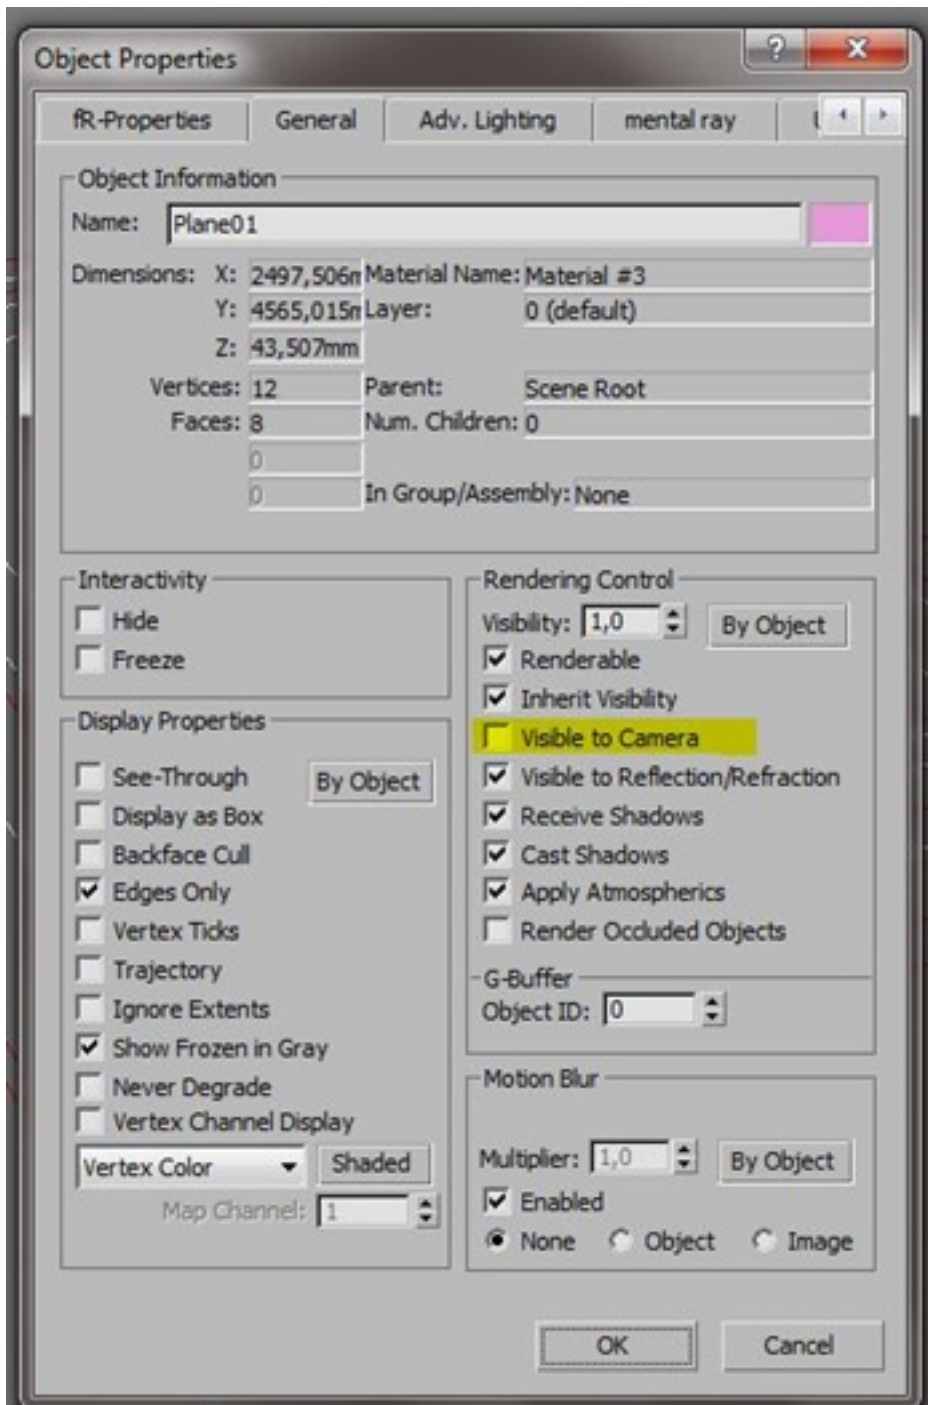 Object Properties
fR-Properties General Adv. Lighting mental ray
Object Information
Name: Plane01
Dimensions: X: 2497,506m Material Name: Material #3
Y: 4565,015m Layer: 0 (default)
Z: 43,507mm
Vertices: 12 Parent: Scene Root
Faces: 8 Num. Children: 0
0
0 In Group/Assembly: None
Interactivity
Hide
Freeze
Rendering Control
Visibility: 1,0 By Object
Renderable
Inherit Visibility
Visible to Camera
Visible to Reflection/Refraction
Receive Shadows
Cast Shadows
Apply Atmospherics
Render Occluded Objects
G-Buffer
Object ID: 0
Display Properties
See-Through By Object
Display as Box
Backface Cull
Edges Only
Vertex Ticks
Trajectory
Ignore Extents
Show Frozen in Gray
Never Degrade
Vertex Channel Display
Vertex Color Shaded
Map Channel: 1
Motion Blur
Multiplier: 1,0 By Object
Enabled
None Object Image
OK Cancel